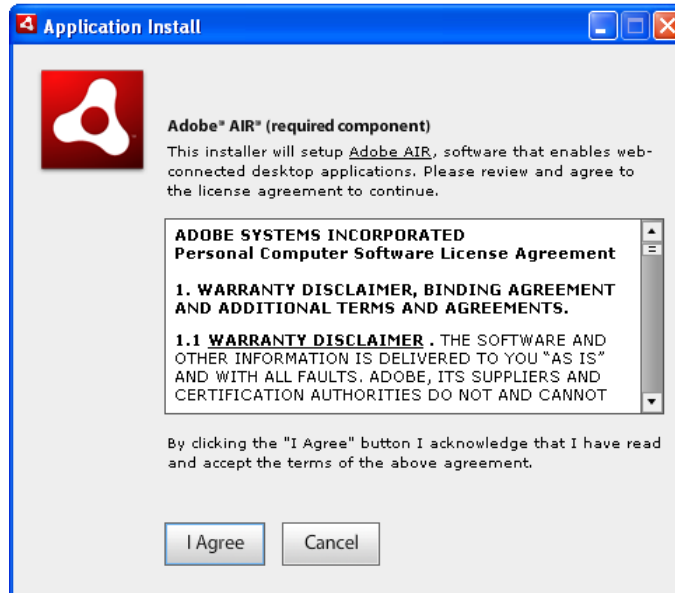 Application Install
Adobe® AIR® (required component)
This installer will setup Adobe AIR, software that enables web-
connected desktop applications. Please review and agree to
the license agreement to continue.
ADOBE SYSTEMS INCORPORATED
Personal Computer Software License Agreement
1. WARRANTY DISCLAIMER, BINDING AGREEMENT
AND ADDITIONAL TERMS AND AGREEMENTS.
1.1 WARRANTY DISCLAIMER . THE SOFTWARE AND
OTHER INFORMATION IS DELIVERED TO YOU “AS IS”
AND WITH ALL FAULTS. ADOBE, ITS SUPPLIERS AND
CERTIFICATION AUTHORITIES DO NOT AND CANNOT
By clicking the "I Agree" button I acknowledge that I have read
and accept the terms of the above agreement.
I Agree
Cancel